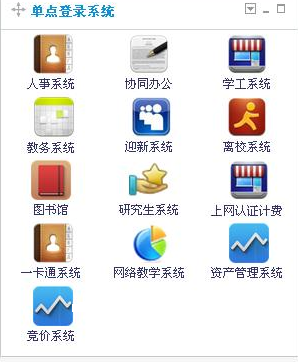 单点登录系统
人事系统
协同办公
学工系统
教务系统
迎新系统
离校系统
图书馆
研究生系统
上网认证计费
一卡通系统
网络教学系统
资产管理系统
竞价系统